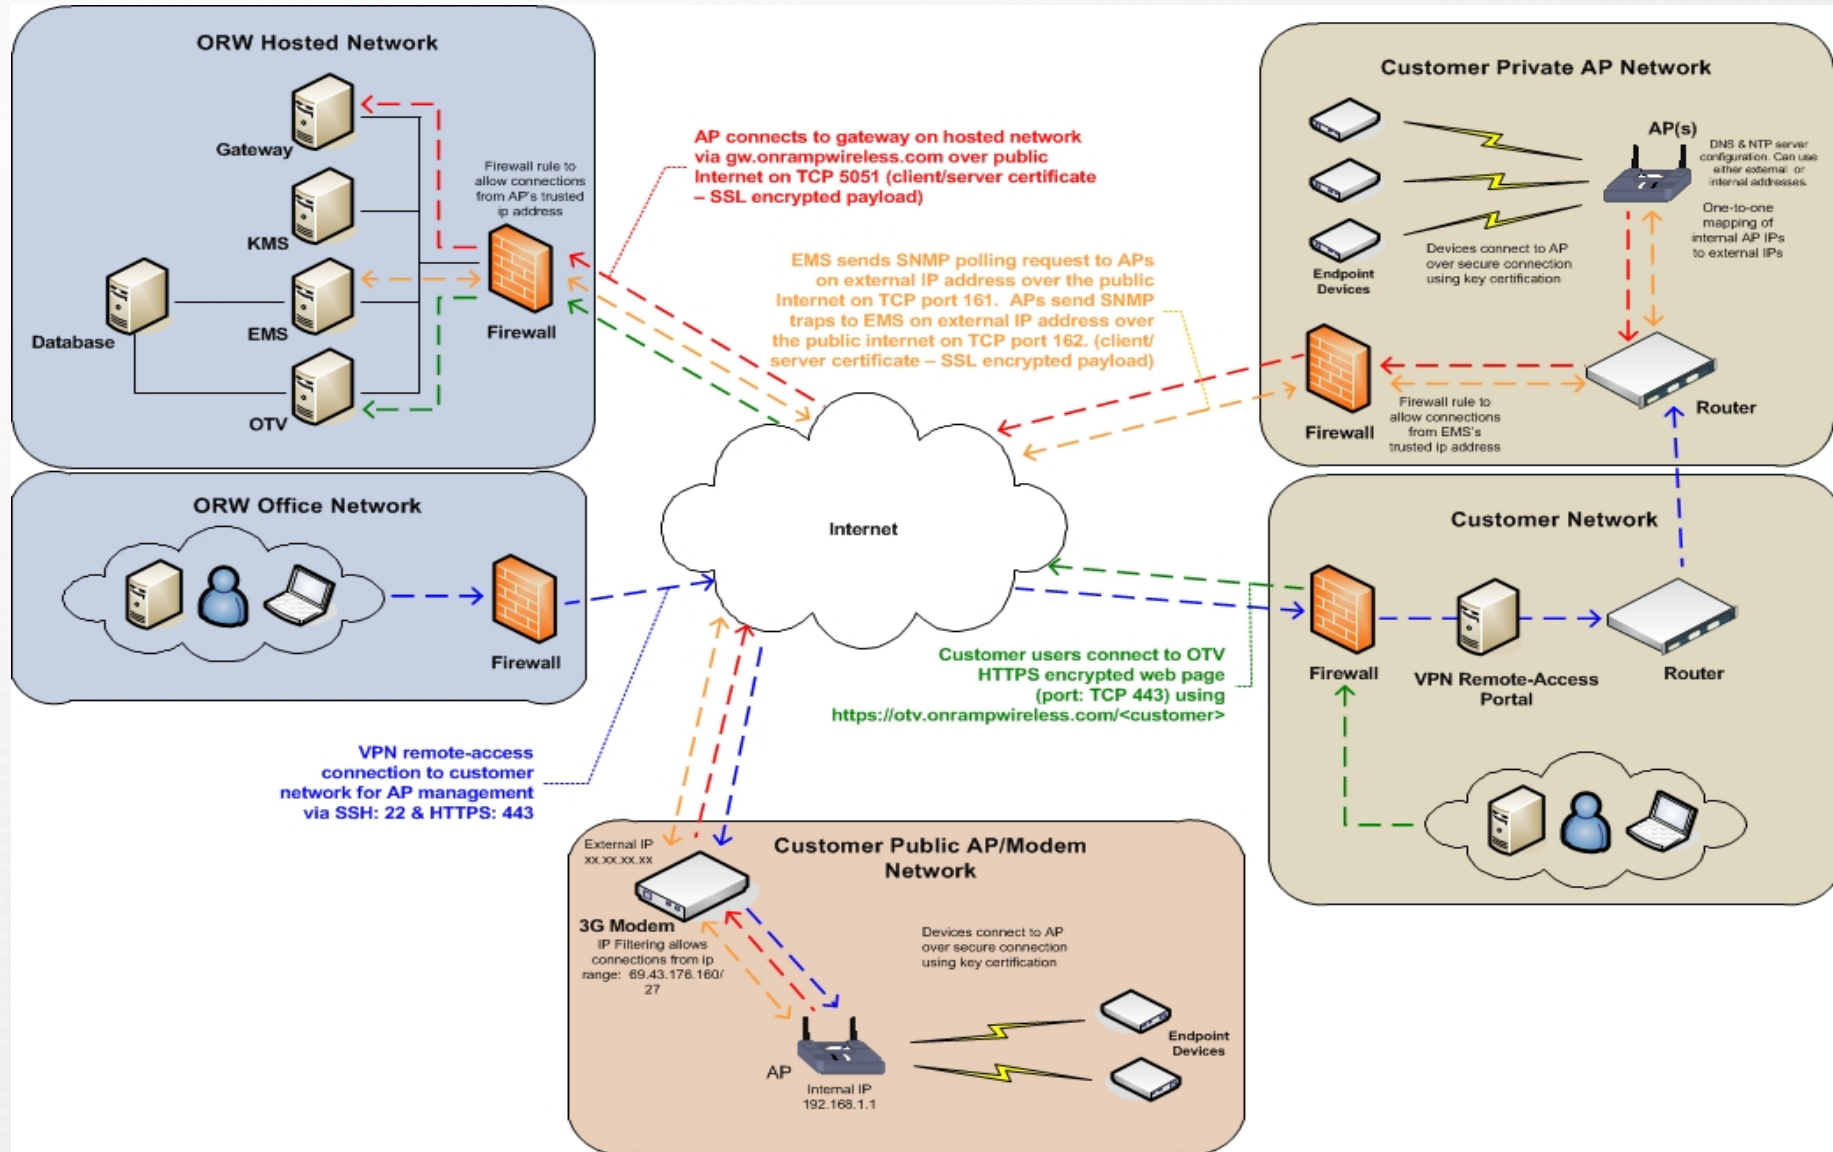 ORW Hosted Network
Gateway
KMS
EMS
OTV
Database
Firewall rule to
allow connections
from AP's trusted
ip address
Firewall
AP connects to gateway on hosted network
via gw.onrampwireless.com over public
Internet on TCP 5051 (client/server certificate
– SSL encrypted payload)
EMS sends SNMP polling request to APs
on external IP address over the public
Internet on TCP port 161.  APs send SNMP
traps to EMS on external IP address over
the public internet on TCP port 162. (client/
server certificate – SSL encrypted payload)
Customer Private AP Network
AP(s)
DNS & NTP server
configuration. Can use
either external or
internal addresses.
One-to-one
mapping of
internal AP IPs
to external IPs
Endpoint
Devices
Devices connect to AP
over secure connection
using key certification
Firewall
Firewall rule to
allow connections
from EMS's
trusted ip address
Router
ORW Office Network
Firewall
Internet
Customer Network
Firewall
VPN Remote-Access
Portal
Router
Customer users connect to OTV
HTTPS encrypted web page
(port: TCP 443) using
https://otv.onrampwireless.com/<customer>
VPN remote-access
connection to customer
network for AP management
via SSH: 22 & HTTPS: 443
Customer Public AP/Modem
Network
External IP
xx.xx.xx.xx
3G Modem
IP Filtering allows
connections from ip
range:  69.43.176.160/
27
Devices connect to AP
over secure connection
using key certification
AP
Internal IP
192.168.1.1
Endpoint
Devices